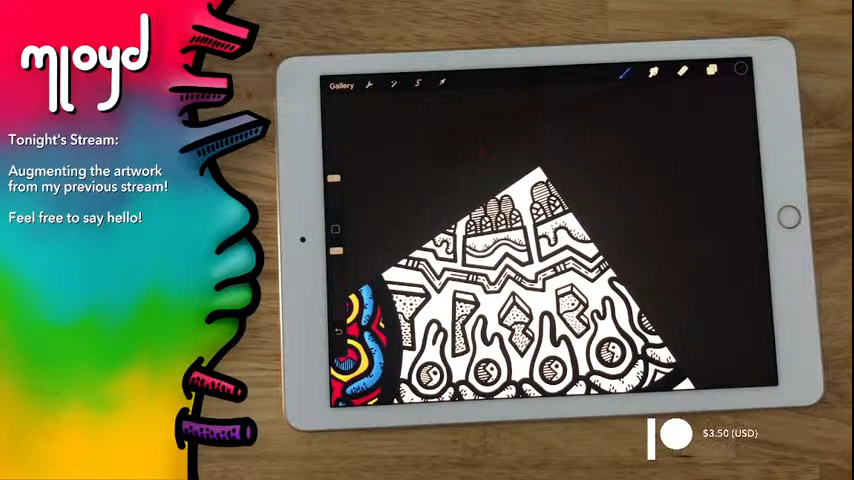 mloyd
Tonight's Stream:
Augmenting the artwork
from my previous stream!
Feel free to say hello!
Gallery
$3.50 (USD)